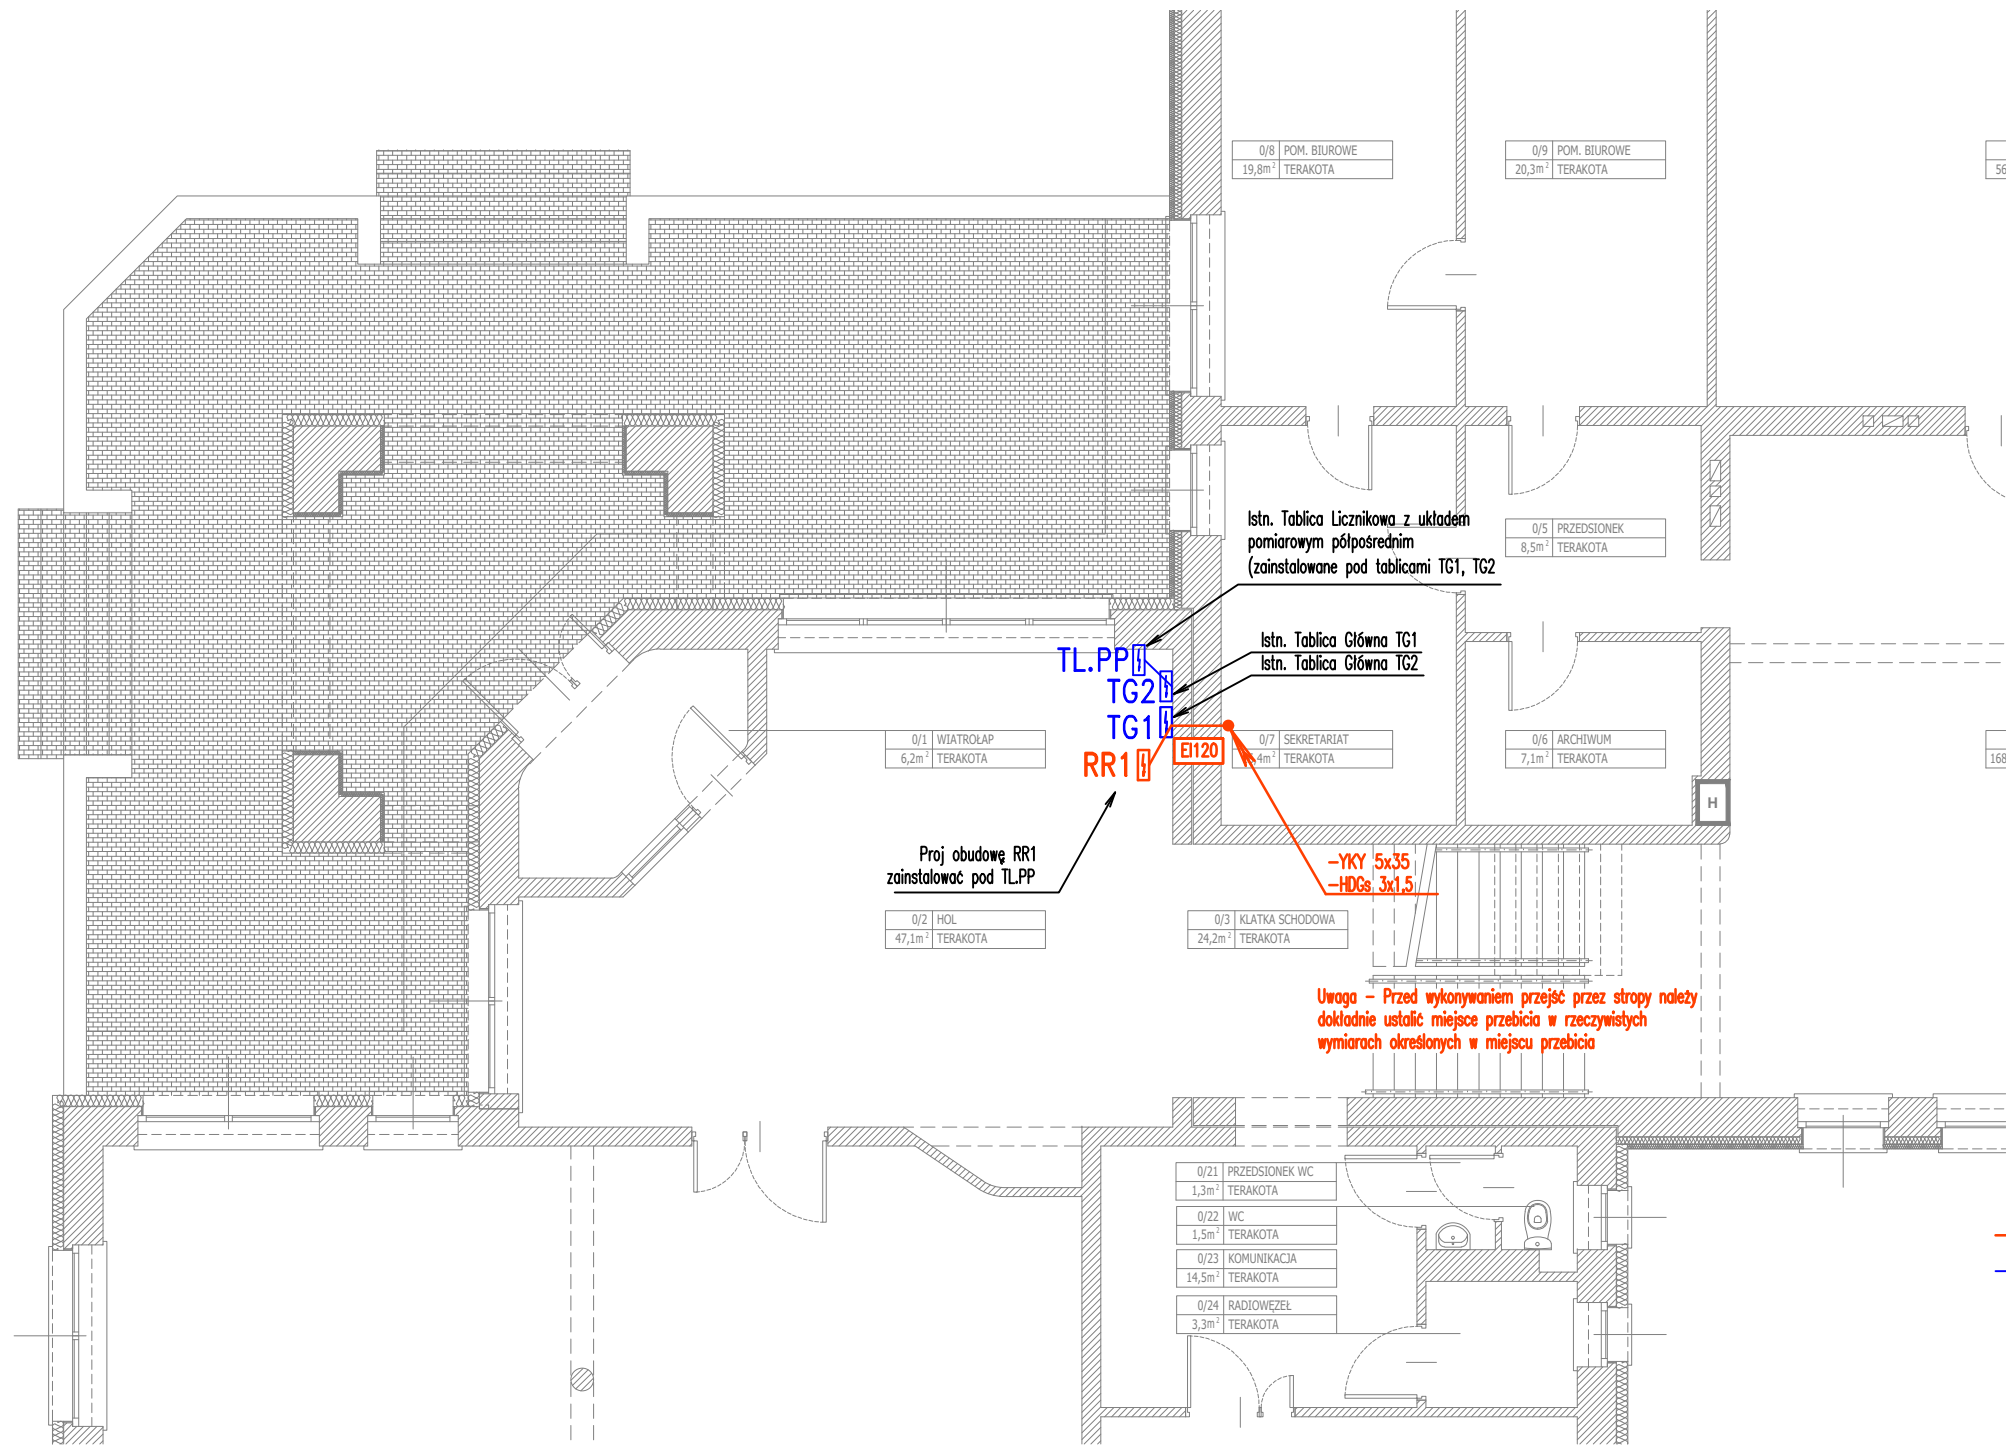 0/8 POM. BIUROWE
19,8m² TERAKOTA
0/9 POM. BIUROWE
20,3m² TERAKOTA
56
Istn. Tablica Licznikowa z układem
pomiarowym półpośrednim
(zainstalowane pod tablicami TG1, TG2
0/5 PRZEDSIONEK
8,5m² TERAKOTA
Istn. Tablica Główna TG1
Istn. Tablica Główna TG2
TL.PP
TG2
TG1
RR1
EI120
0/1 WIATROŁAP
6,2m² TERAKOTA
0/7 SEKRETARIAT
,4m² TERAKOTA
0/6 ARCHIWUM
7,1m² TERAKOTA
168
H
Proj obudowę RR1
zainstalować pod TL.PP
-YKY 5x35
-HDGs 3x1,5
0/2 HOL
47,1m² TERAKOTA
0/3 KLATKA SCHODOWA
24,2m² TERAKOTA
Uwaga - Przed wykonywaniem przejść przez stropy należy
dokładnie ustalić miejsce przebicia w rzeczywistych
wymiarach określonych w miejscu przebicia
0/21 PRZEDSIONEK WC
1,3m² TERAKOTA
0/22 WC
1,5m² TERAKOTA
0/23 KOMUNIKACJA
14,5m² TERAKOTA
0/24 RADIOWĘZEŁ
3,3m² TERAKOTA